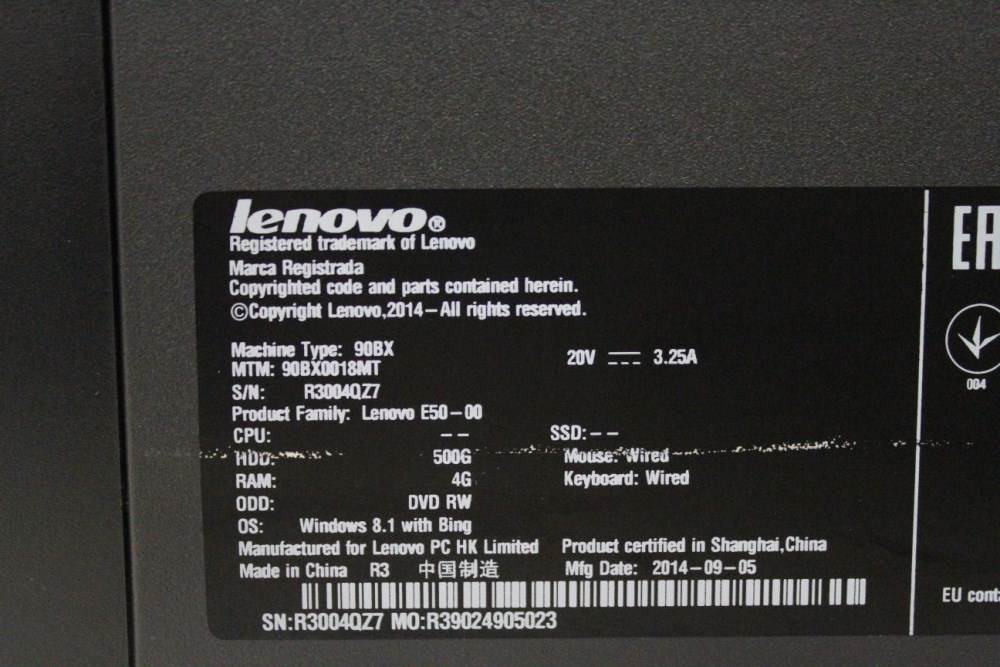 lenovo®
Registered trademark of Lenovo
Marca Registrada
Copyrighted code and parts contained herein.
©Copyright Lenovo,2014–All rights reserved.
Machine Type: 90BX
MTM: 90BX0018MT
20V ⎓ 3.25A
S/N: R3004QZ7
Product Family: Lenovo E50-00
CPU: -- SSD: --
HDD: 500G Mouse: Wired
RAM: 4G Keyboard: Wired
ODD: DVD RW
OS: Windows 8.1 with Bing
Manufactured for Lenovo PC HK Limited Product certified in Shanghai,China
Made in China R3 中国制造 Mfg Date: 2014-09-05
SN:R3004QZ7 MO:R39024905023
004
EU